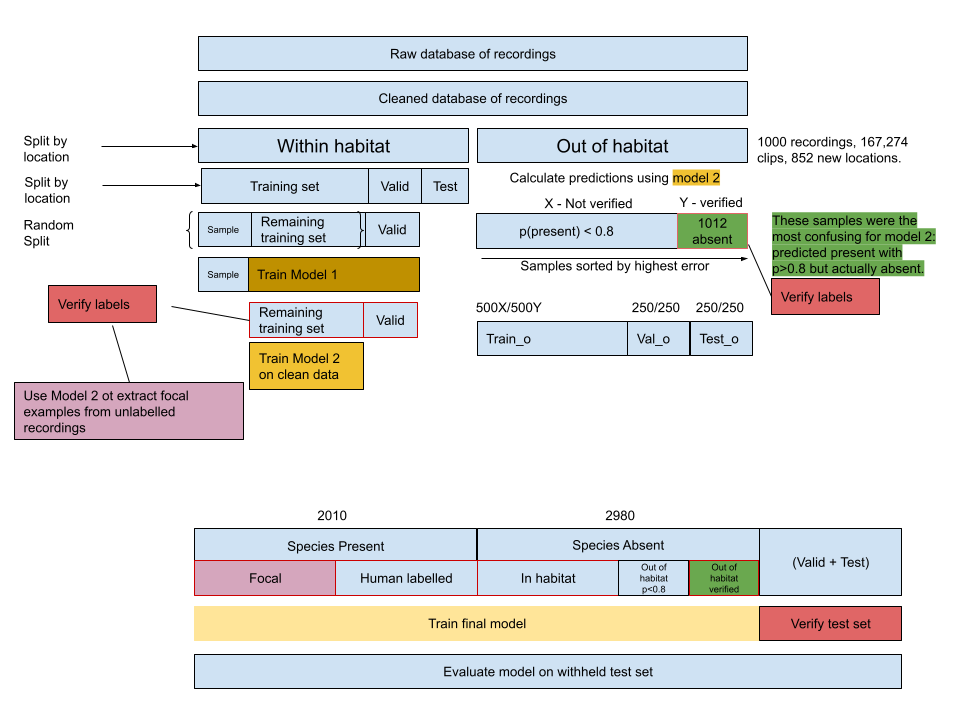 Raw database of recordings
Cleaned database of recordings
Split by
location
Within habitat
Out of habitat
1000 recordings, 167,274
clips, 852 new locations.
Split by
location
Training set
Valid
Test
Calculate predictions using model 2
X - Not verified
Y - verified
Random
Split
Sample
Remaining
training set
Valid
p(present) < 0.8
1012
absent
These samples were the
most confusing for model 2:
predicted present with
p>0.8 but actually absent.
Samples sorted by highest error
Sample
Train Model 1
Verify labels
Verify labels
Remaining
training set
Valid
500X/500Y
250/250
250/250
Train_o
Val_o
Test_o
Train Model 2
on clean data
Use Model 2 ot extract focal
examples from unlabelled
recordings
2010
2980
Species Present
Species Absent
(Valid + Test)
Focal
Human labelled
In habitat
Out of
habitat
p<0.8
Out of
habitat
verified
Train final model
Verify test set
Evaluate model on withheld test set